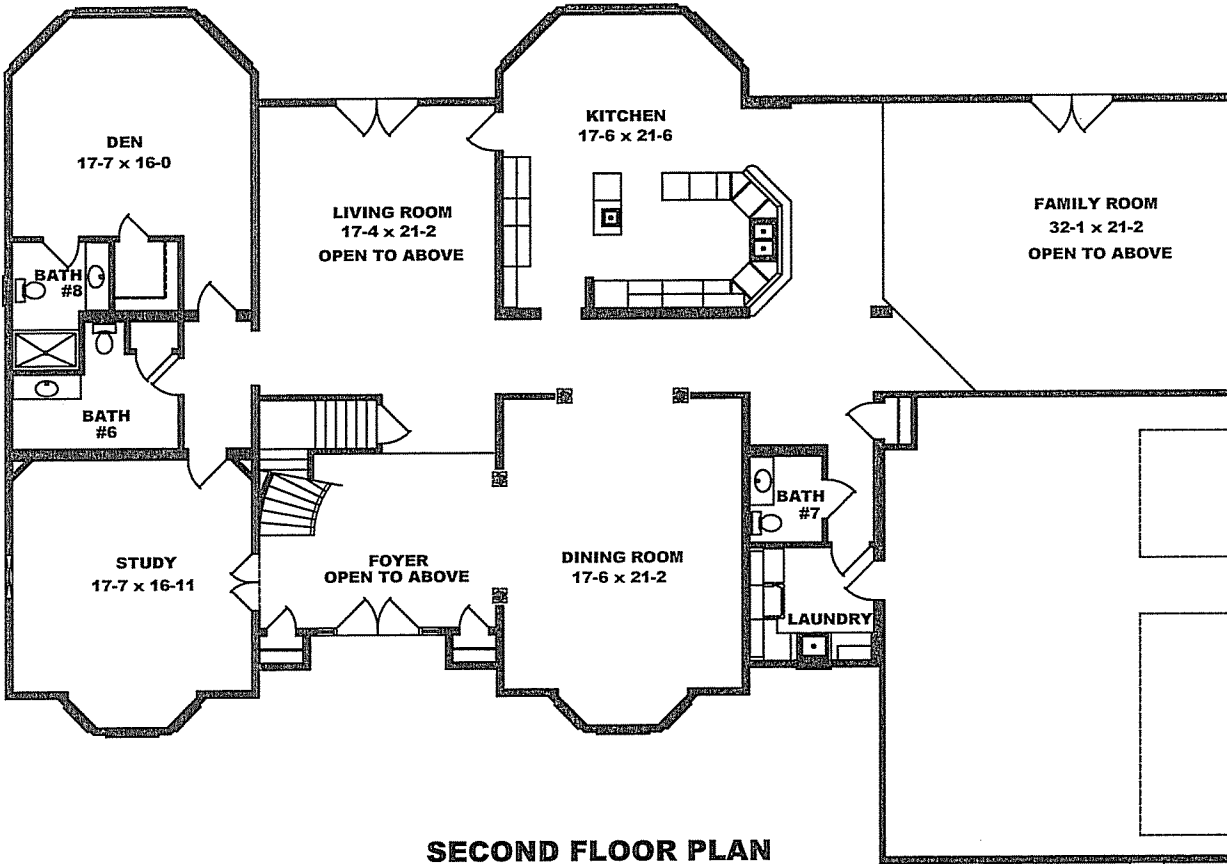 DEN
17-7 x 16-0
KITCHEN
17-6 x 21-6
LIVING ROOM
17-4 x 21-2
OPEN TO ABOVE
FAMILY ROOM
32-1 x 21-2
OPEN TO ABOVE
BATH
#8
BATH
#6
STUDY
17-7 x 16-11
FOYER
OPEN TO ABOVE
DINING ROOM
17-6 x 21-2
BATH
#7
LAUNDRY
SECOND FLOOR PLAN